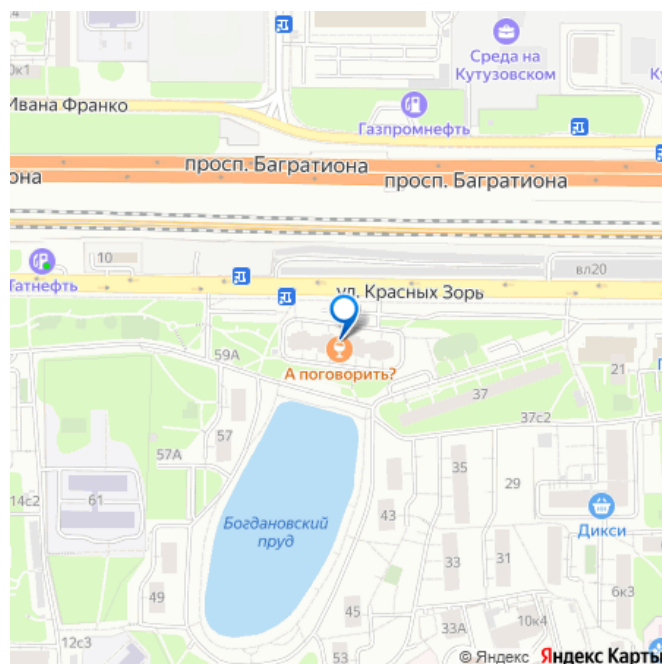 0к1
Среда на
Кутузовском
Ивана Франко
Газпромнефть
просп. Багратиона
просп. Багратиона
она
10
Татнефть
вл20
ул. Красных Зорь
59А
А поговорить?
21
37
37с2
57
57А
35
14с2
61
29
43
Дикси
Богдановский
пруд
33
31
49
6к3
45
10к4
33А
12с3
© Яндекс Яндекс Карты